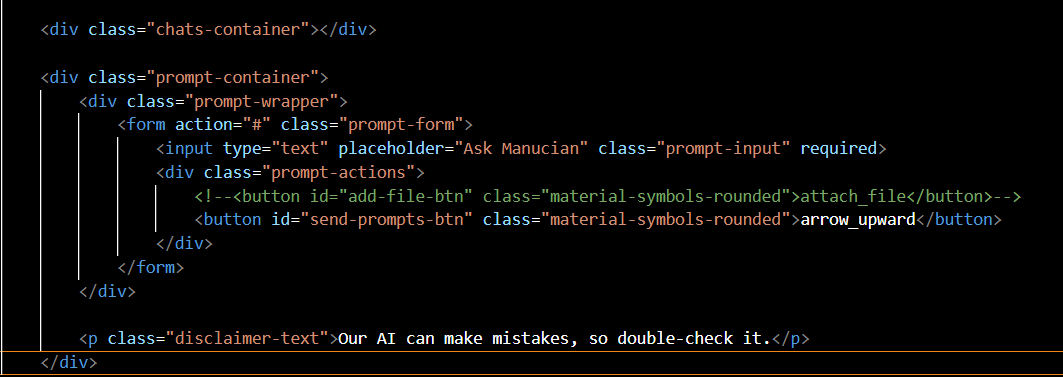 <div class="chats-container"></div>
<div class="prompt-container">
<div class="prompt-wrapper">
<form action="#" class="prompt-form">
<input type="text" placeholder="Ask Manucian" class="prompt-input" required>
<div class="prompt-actions">
<!--<button id="add-file-btn" class="material-symbols-rounded">attach_file</button>-->
<button id="send-prompts-btn" class="material-symbols-rounded">arrow_upward</button>
</div>
</form>
</div>
<p class="disclaimer-text">Our AI can make mistakes, so double-check it.</p>
</div>